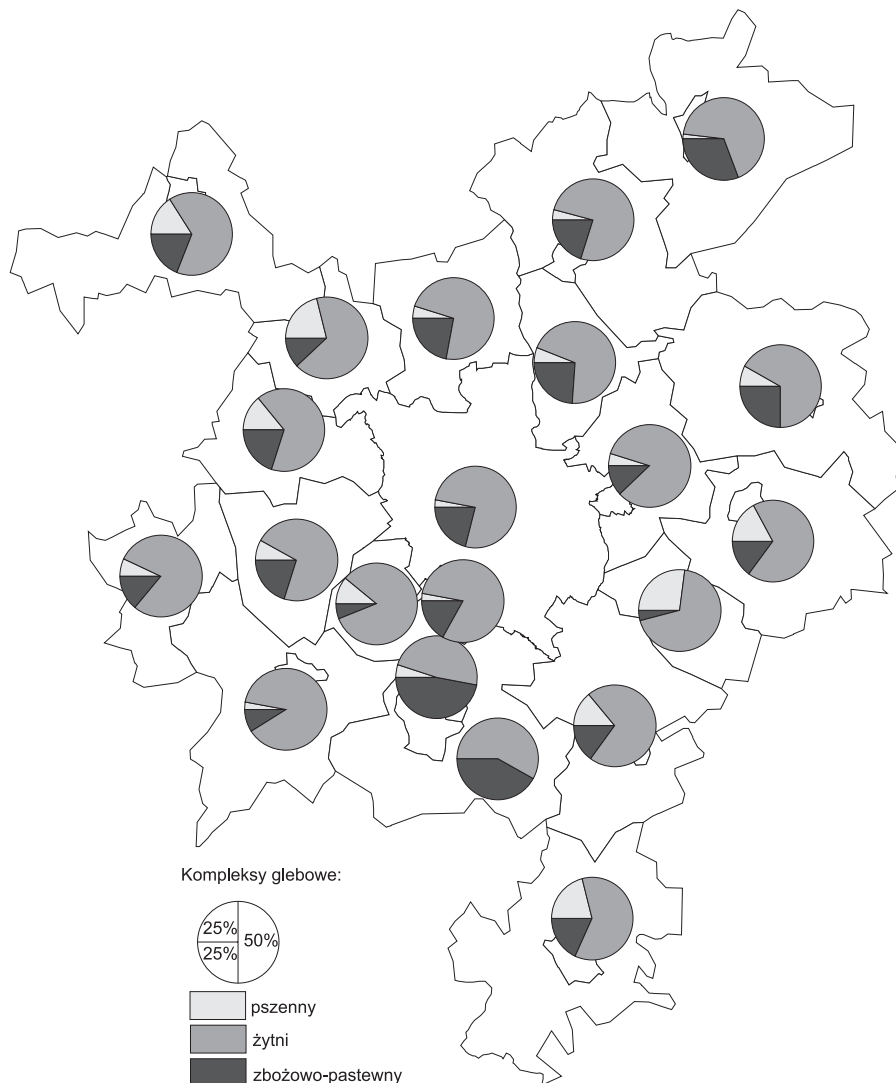 Kompleksy glebowe:
25%
50%
25%
pszenny
żytni
zbożowo-pastewny